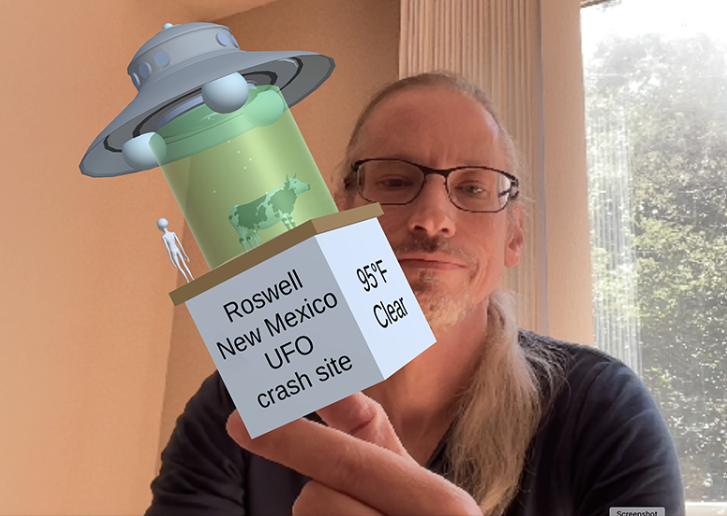 Roswell
New Mexico
UFO
crash site
95°F
Clear
Screenshot